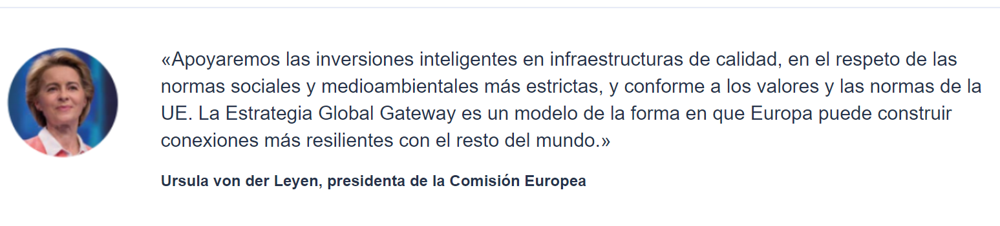 «Apoyaremos las inversiones inteligentes en infraestructuras de calidad, en el respeto de las
normas sociales y medioambientales más estrictas, y conforme a los valores y las normas de la
UE. La Estrategia Global Gateway es un modelo de la forma en que Europa puede construir
conexiones más resilientes con el resto del mundo.»
Ursula von der Leyen, presidenta de la Comisión Europea